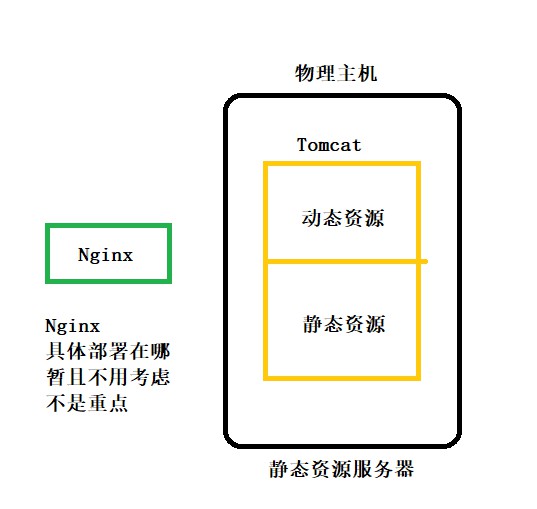 物理主机
Tomcat
动态资源
静态资源
Nginx
Nginx
具体部署在哪
暂且不用考虑
不是重点
静态资源服务器